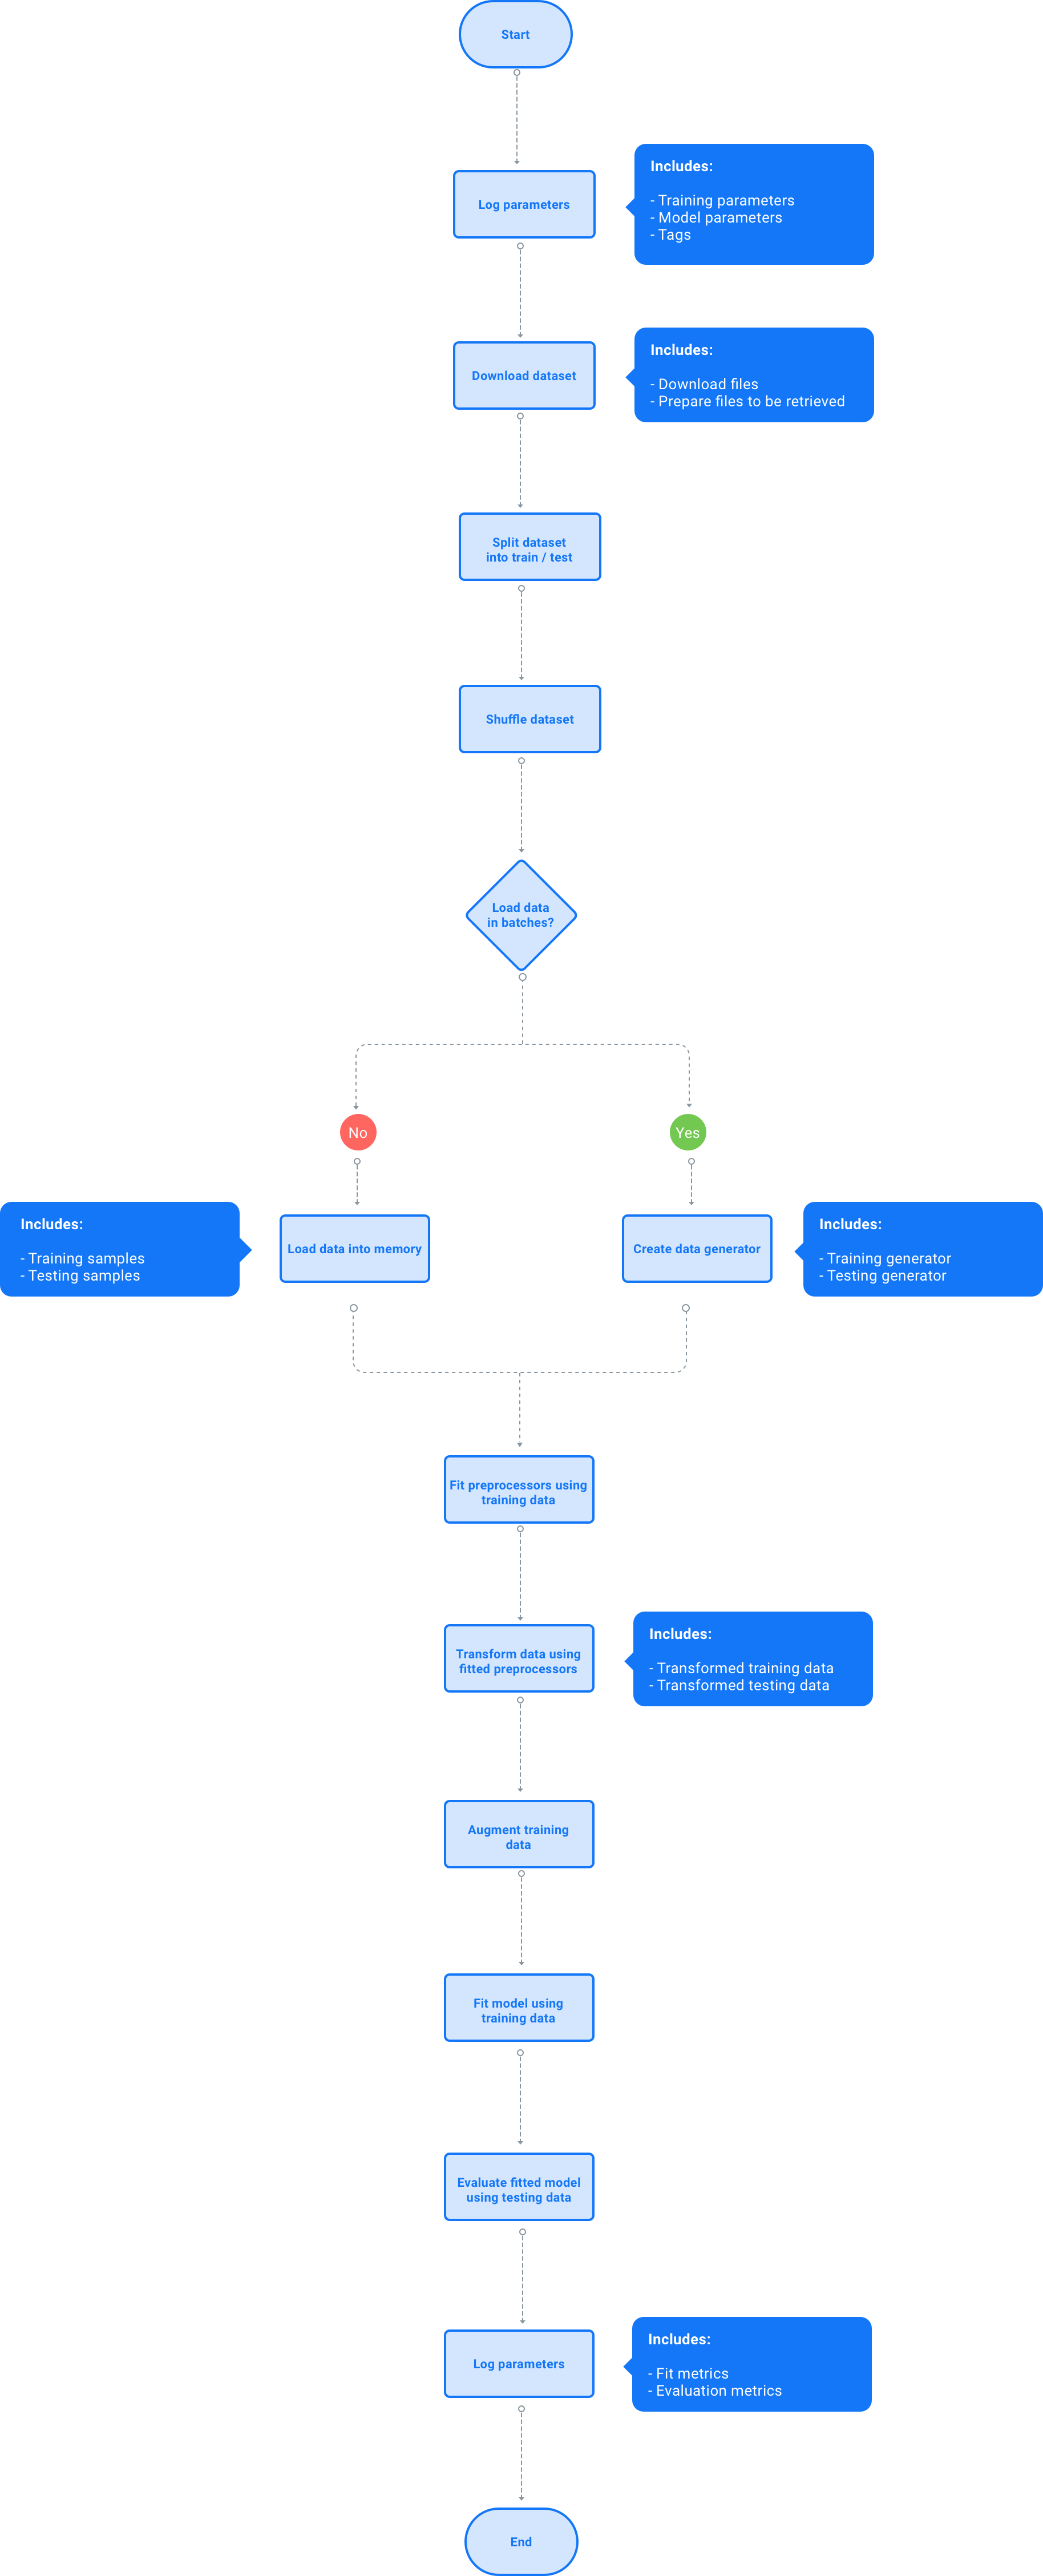 Start
Log parameters
Includes:
- Training parameters
- Model parameters
- Tags
Download dataset
Includes:
- Download files
- Prepare files to be retrieved
Split dataset
into train / test
Shuffle dataset
Load data
in batches?
No
Yes
Includes:
- Training samples
- Testing samples
Load data into memory
Create data generator
Includes:
- Training generator
- Testing generator
Fit preprocessors using
training data
Transform data using
fitted preprocessors
Includes:
- Transformed training data
- Transformed testing data
Augment training
data
Fit model using
training data
Evaluate fitted model
using testing data
Log parameters
Includes:
- Fit metrics
- Evaluation metrics
End